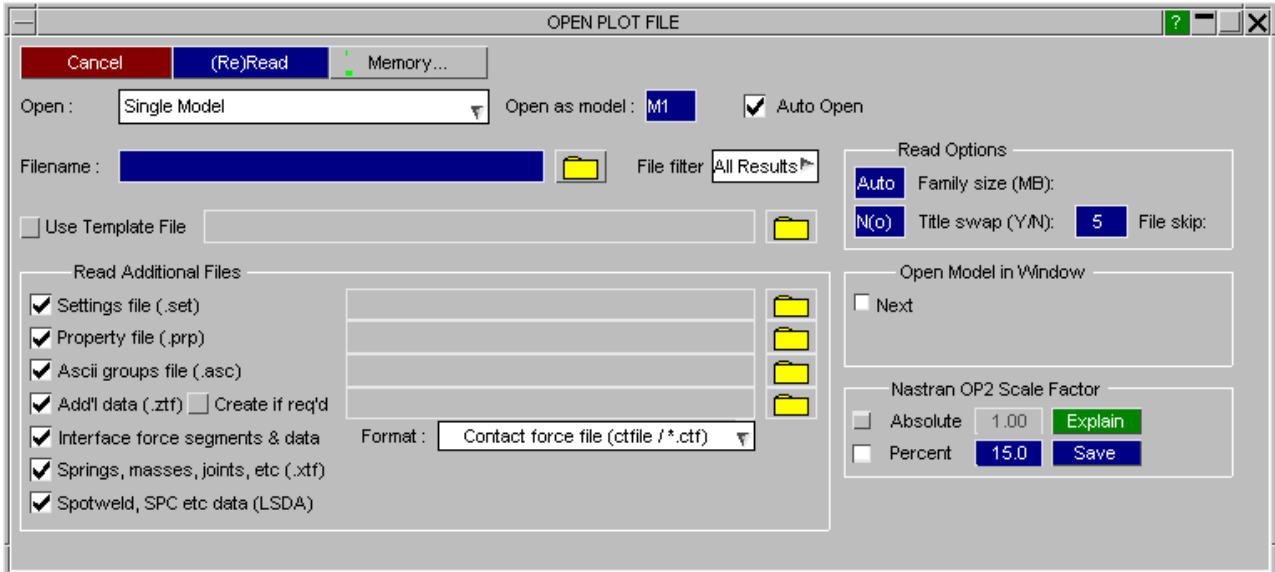 OPEN PLOT FILE ?
Cancel (Re)Read Memory...
Open : Single Model Open as model : M1 Auto Open
Filename : File filter All Results
Read Options
Auto Family size (MB):
N(o) Title swap (Y/N): 5 File skip:
Use Template File
Read Additional Files
Settings file (.set)
Property file (.prp)
Ascii groups file (.asc)
Add'l data (.ztf) Create if req'd
Interface force segments & data Format : Contact force file (ctfile / *.ctf)
Springs, masses, joints, etc (.xtf)
Spotweld, SPC etc data (LSDA)
Open Model in Window
Next
Nastran OP2 Scale Factor
Absolute 1.00 Explain
Percent 15.0 Save